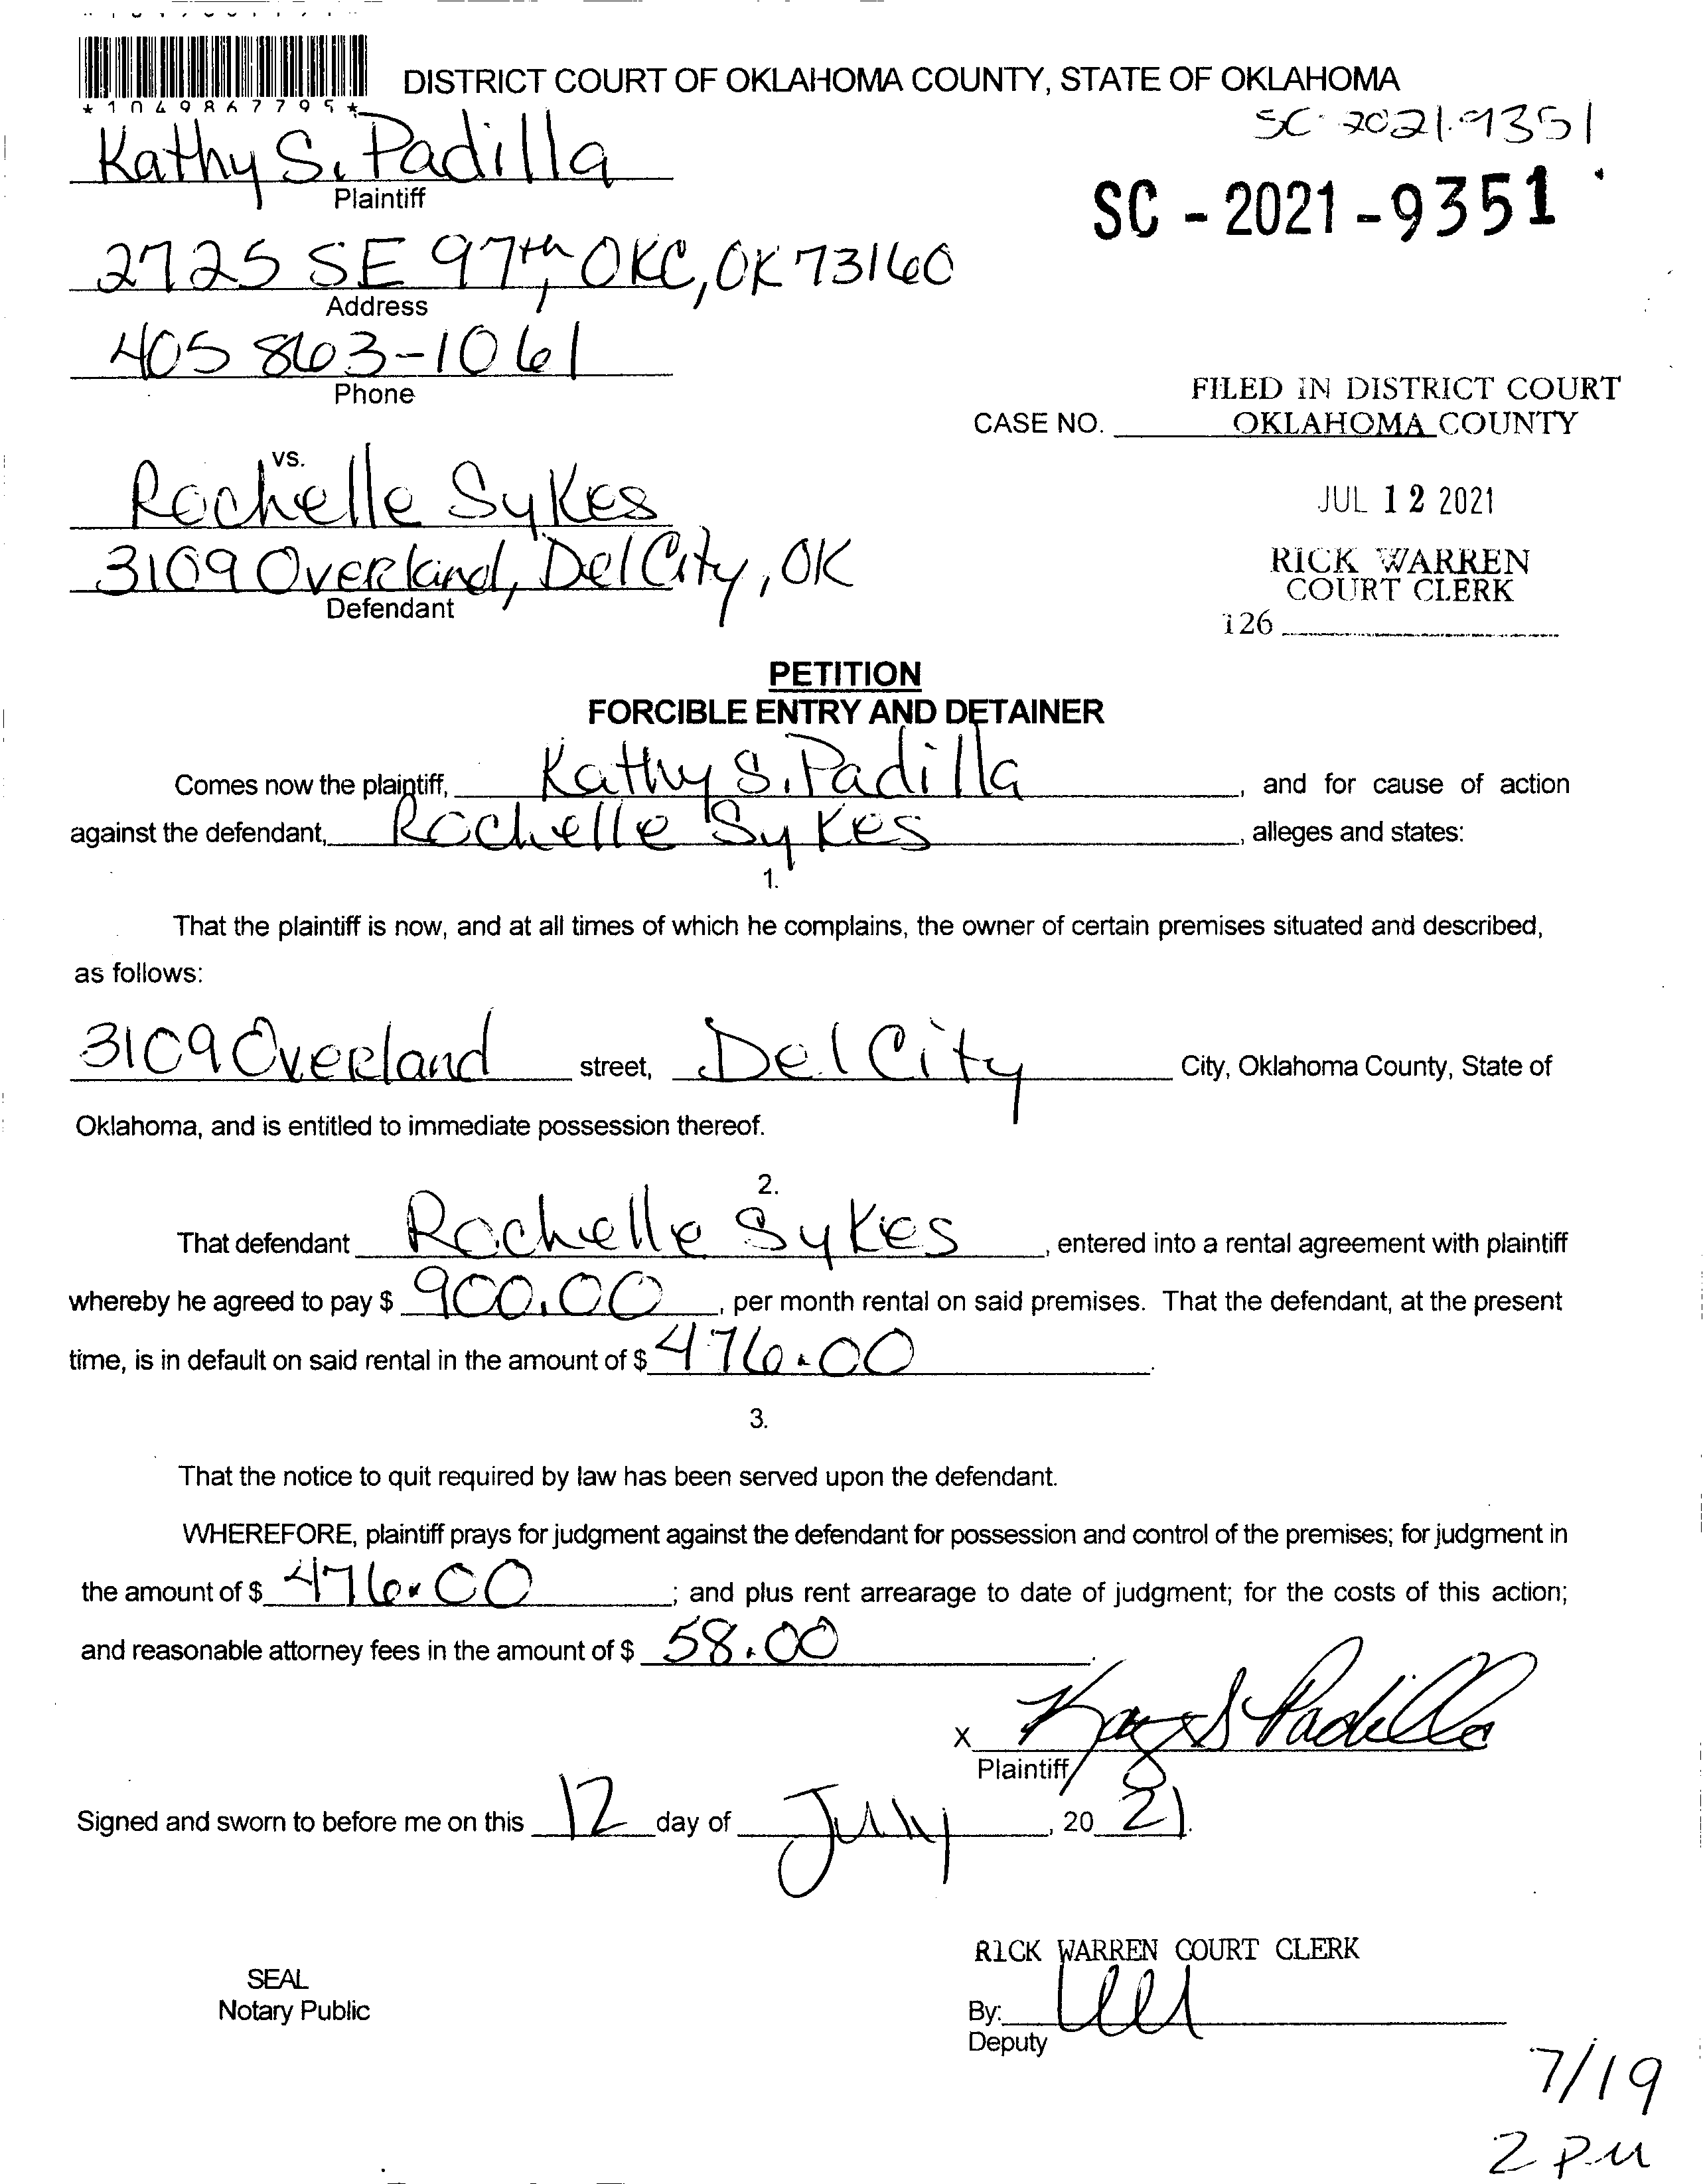 *1049867795*
DISTRICT COURT OF OKLAHOMA COUNTY, STATE OF OKLAHOMA
SC-2021-9351
Kathy S. Padilla
Plaintiff
SC - 2021 - 9351
2725 SE 97th, OKC, OK 73160
Address
405 863-1061
Phone
FILED IN DISTRICT COURT
CASE NO. OKLAHOMA COUNTY
vs.
Rochelle Sykes
JUL 12 2021
3109 Overland, Del City, OK
Defendant
RICK WARREN
COURT CLERK
126
PETITION
FORCIBLE ENTRY AND DETAINER
Comes now the plaintiff, Kathy S. Padilla, and for cause of action
against the defendant, Rochelle Sykes, alleges and states:
1.
That the plaintiff is now, and at all times of which he complains, the owner of certain premises situated and described,
as follows:
3109 Overland street, Del City City, Oklahoma County, State of
Oklahoma, and is entitled to immediate possession thereof.
2.
That defendant Rochelle Sykes, entered into a rental agreement with plaintiff
whereby he agreed to pay $ 900.00, per month rental on said premises. That the defendant, at the present
time, is in default on said rental in the amount of $ 476.00.
3.
That the notice to quit required by law has been served upon the defendant.
WHEREFORE, plaintiff prays for judgment against the defendant for possession and control of the premises; for judgment in
the amount of $ 476.00; and plus rent arrearage to date of judgment; for the costs of this action;
and reasonable attorney fees in the amount of $ 58.00.
X Kathy S Padilla
Plaintiff
Signed and sworn to before me on this 12 day of July, 20 21.
RICK WARREN COURT CLERK
SEAL
Notary Public
By:
Deputy
7/19
2 PM